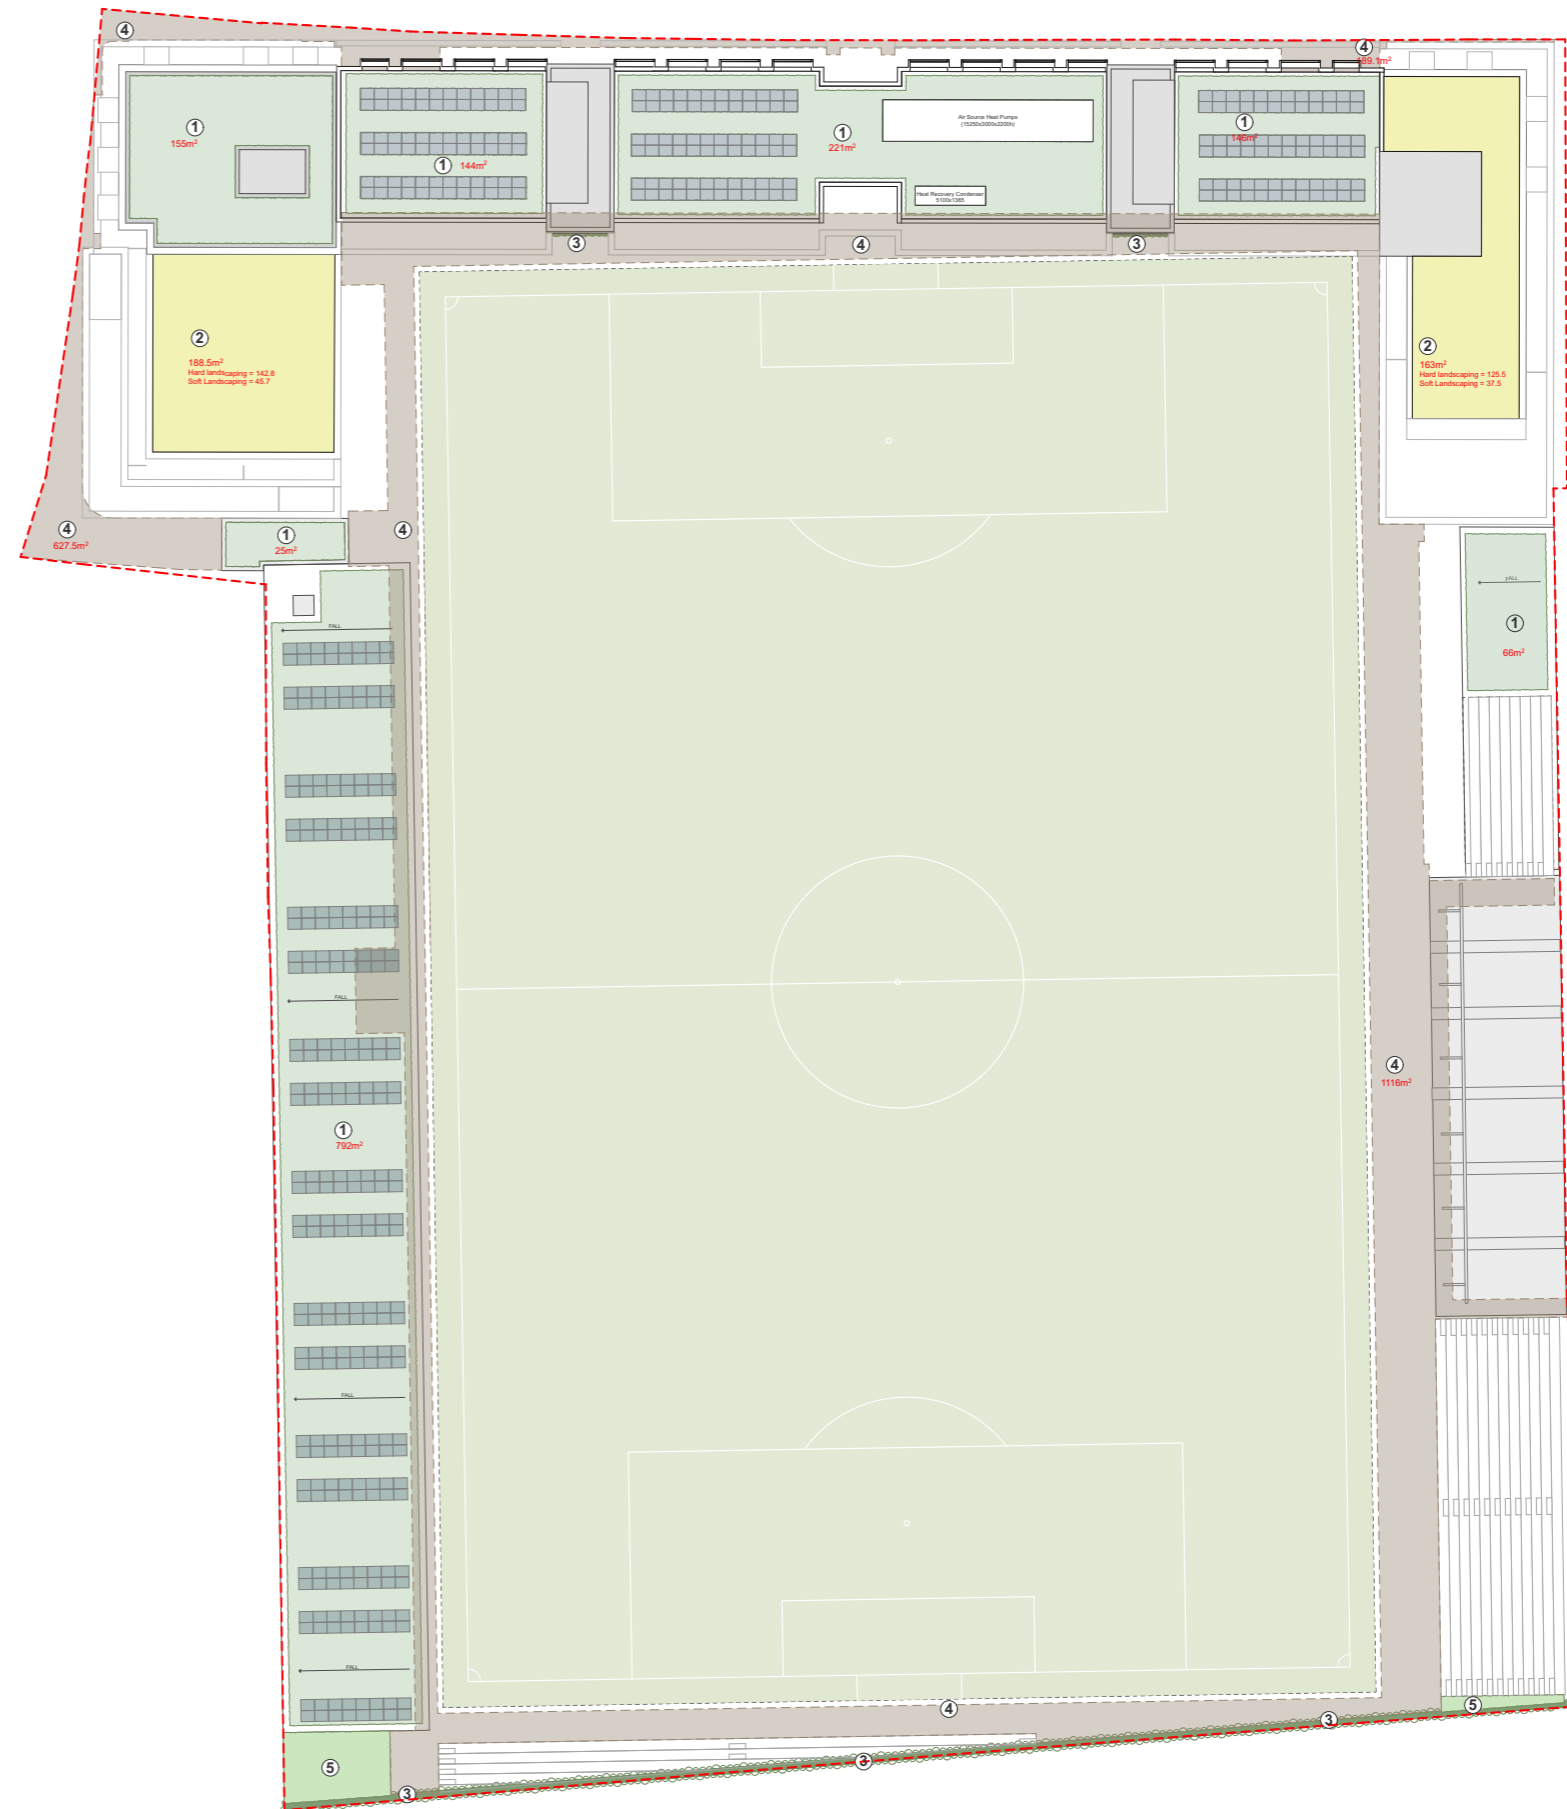 4
4
189.1m²
Air Source Heat Pumps
(15250x3000x2200h)
1
155m²
1
144m²
1
221m²
1
146m²
Heat Recovery Condenser
5100x1365
3
4
3
2
188.5m²
Hard landscaping = 142.8
Soft Landscaping = 45.7
2
163m²
Hard landscaping = 125.5
Soft Landscaping = 37.5
4
627.5m²
1
25m²
4
FALL
FALL
1
66m²
FALL
4
1116m²
1
792m²
FALL
FALL
5
4
3
3
5
3